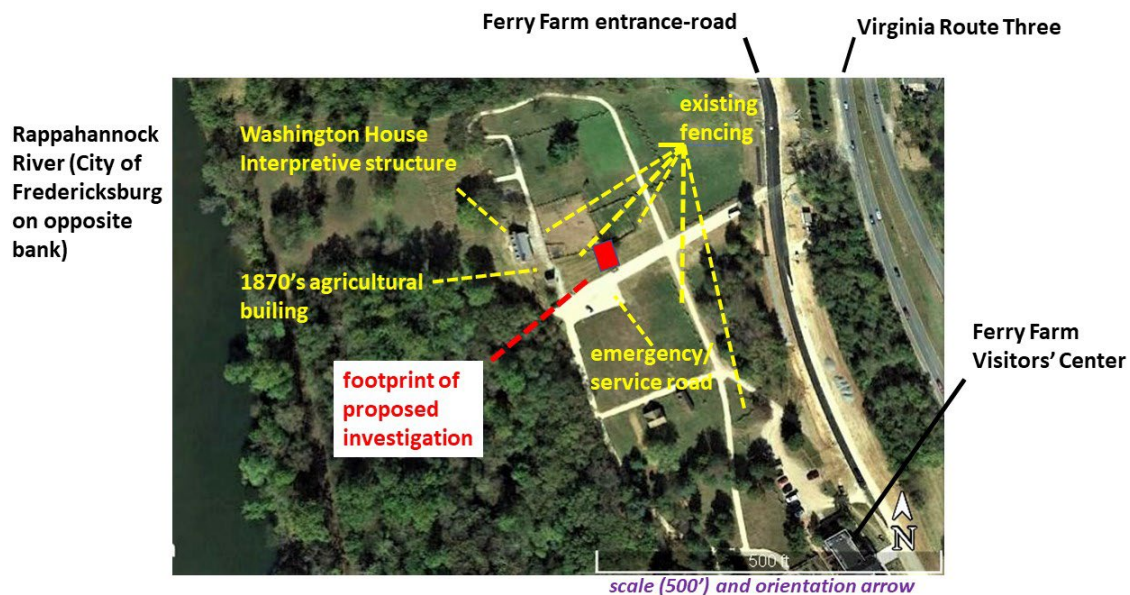 Ferry Farm entrance-road
Virginia Route Three
Rappahannock
River (City of
Fredericksburg
on opposite
bank)
Washington House
Interpretive structure
existing
fencing
1870's agricultural
builing
emergency/
service road
footprint of
proposed
investigation
Ferry Farm
Visitors' Center
N
500 ft
scale (500') and orientation arrow